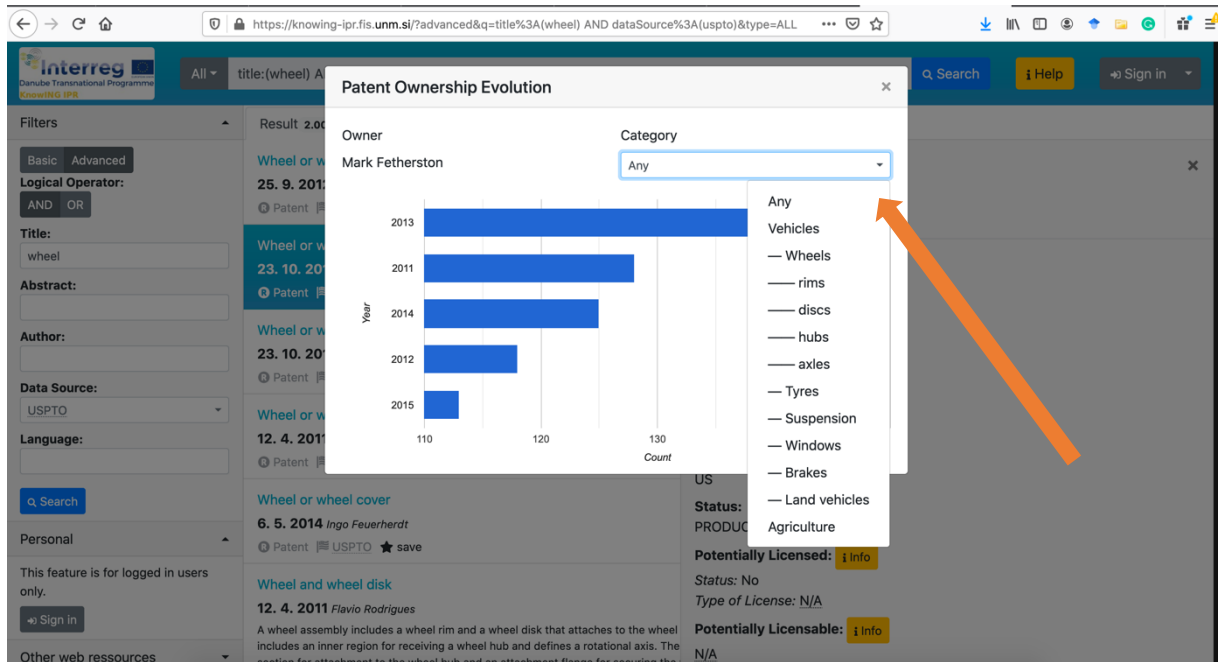 https://knowing-ipr.fis.unm.si/?advanced&q=title%3A(wheel) AND dataSource%3A(uspto)&type=ALL
Interreg
Danube Transnational Programme
KnowING IPR
All
title:(wheel) A
Search
Help
Sign in
Patent Ownership Evolution
Owner
Category
Mark Fetherston
Any
Any
Vehicles
— Wheels
—— rims
—— discs
—— hubs
—— axles
— Tyres
— Suspension
— Windows
— Brakes
— Land vehicles
Agriculture
2013
2011
2014
2012
2015
Year
110
120
130
Count
Filters
Basic
Advanced
Logical Operator:
AND
OR
Title:
wheel
Abstract:
Author:
Data Source:
USPTO
Language:
Search
Personal
This feature is for logged in users
only.
Sign in
Other web ressources
Result 2.00
Wheel or w
25. 9. 201
Patent
Wheel or w
23. 10. 20
Patent
Wheel or w
23. 10. 20
Patent
Wheel or w
12. 4. 201
Patent
Wheel or wheel cover
6. 5. 2014 Ingo Feuerherdt
Patent USPTO save
Wheel and wheel disk
12. 4. 2011 Flavio Rodrigues
A wheel assembly includes a wheel rim and a wheel disk that attaches to the wheel
includes an inner region for receiving a wheel hub and defines a rotational axis. The
US
Status:
PRODUC
Potentially Licensed: Info
Status: No
Type of License: N/A
Potentially Licensable: Info
N/A